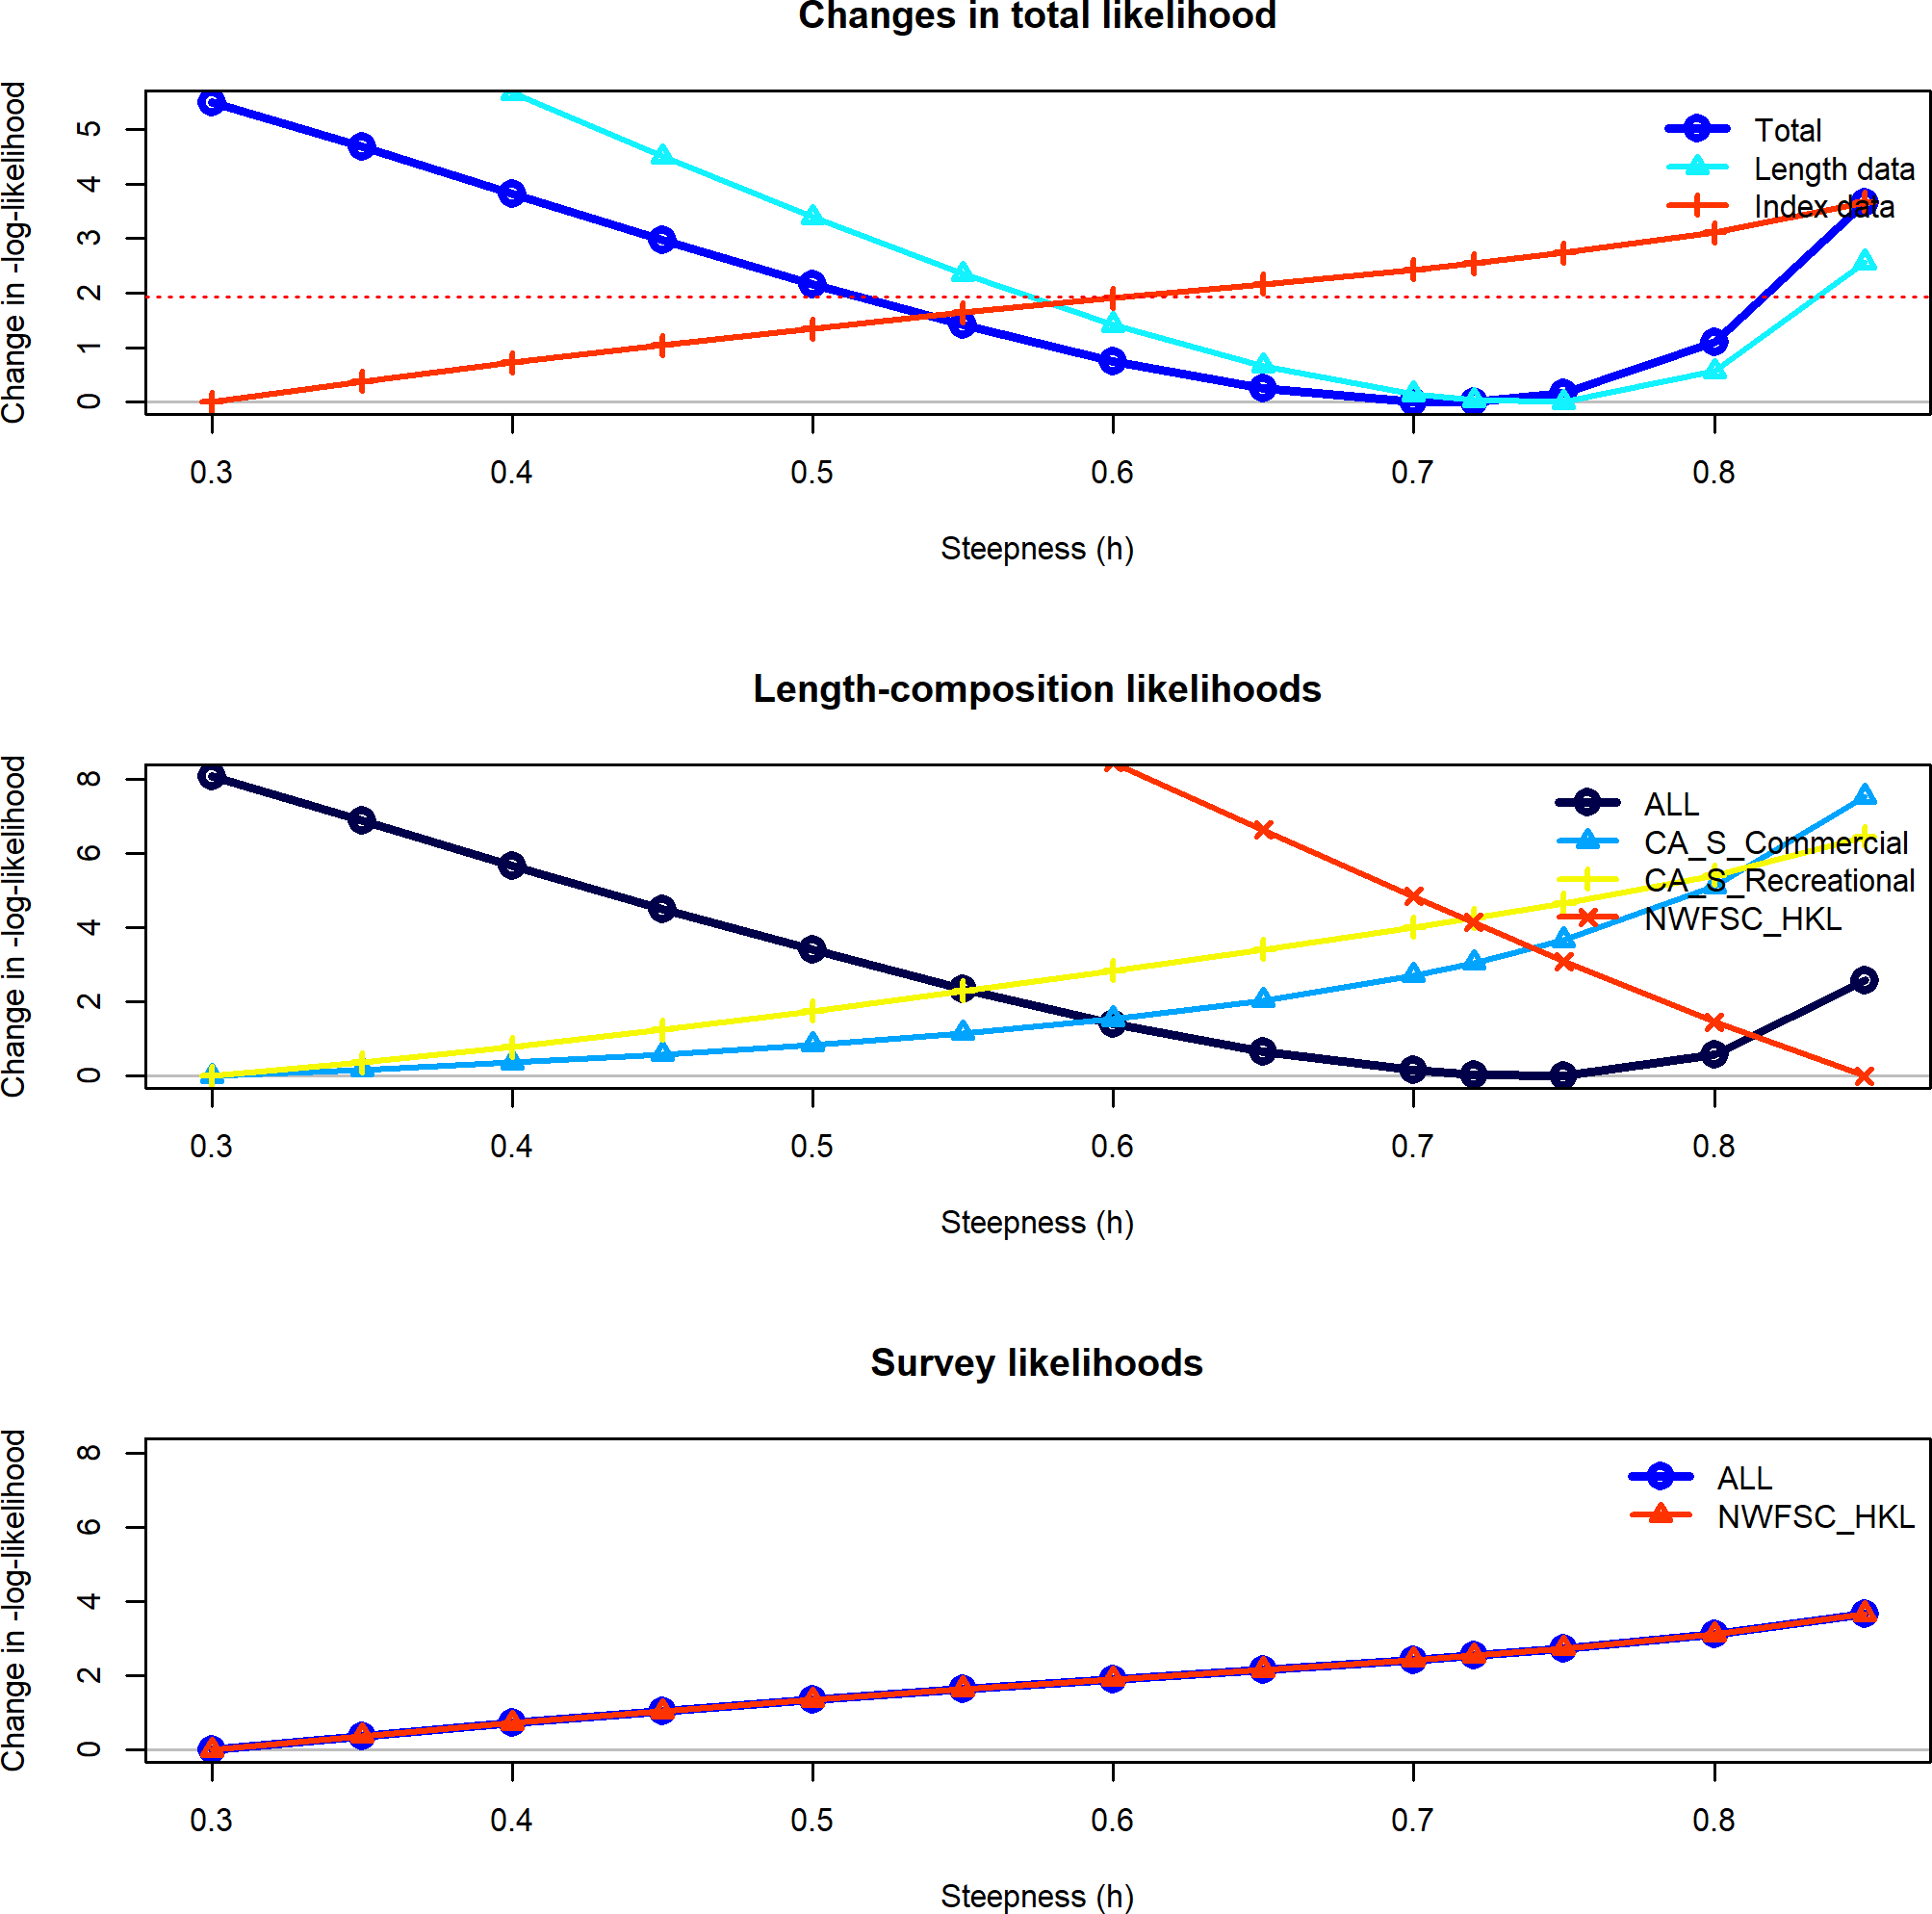 Changes in total likelihood
Change in -log-likelihood
5
4
3
2
1
0
Total
Length data
Index data
0.3 0.4 0.5 0.6 0.7 0.8
Steepness (h)
Length-composition likelihoods
Change in -log-likelihood
8
6
4
2
0
ALL
CA_S_Commercial
CA_S_Recreational
NWFSC_HKL
0.3 0.4 0.5 0.6 0.7 0.8
Steepness (h)
Survey likelihoods
Change in -log-likelihood
8
6
4
2
0
ALL
NWFSC_HKL
0.3 0.4 0.5 0.6 0.7 0.8
Steepness (h)